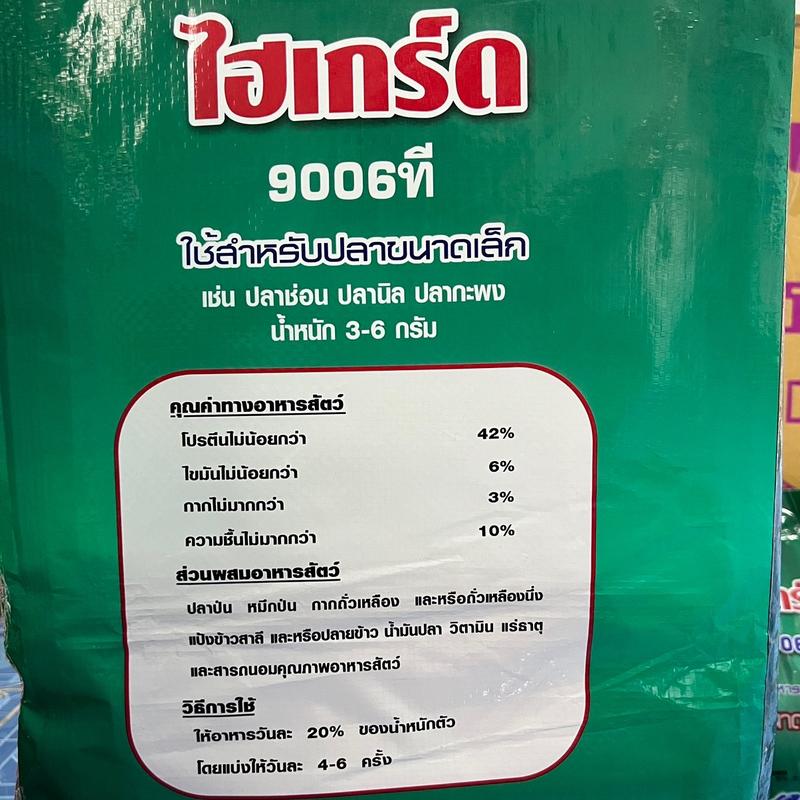 ไฮเกร์ด
9006ที
ใช้สำหรับปลาขนาดเล็ก
เช่น ปลาช่อน ปลานิล ปลากะพง
น้ำหนัก 3-6 กรัม
คุณค่าทางอาหารสัตว์
โปรตีนไม่น้อยกว่า 42%
ไขมันไม่น้อยกว่า 6%
กากไม่มากกว่า 3%
ความชื้นไม่มากกว่า 10%
ส่วนผสมอาหารสัตว์
ปลาป่น หมึกป่น กากถั่วเหลือง และหรือถั่วเหลืองนึ่ง
แป้งข้าวสาลี และหรือปลายข้าว น้ำมันปลา วิตามิน แร่ธาตุ
และสารถนอมคุณภาพอาหารสัตว์
วิธีการใช้
ให้อาหารวันละ 20% ของน้ำหนักตัว
โดยแบ่งให้วันละ 4-6 ครั้ง